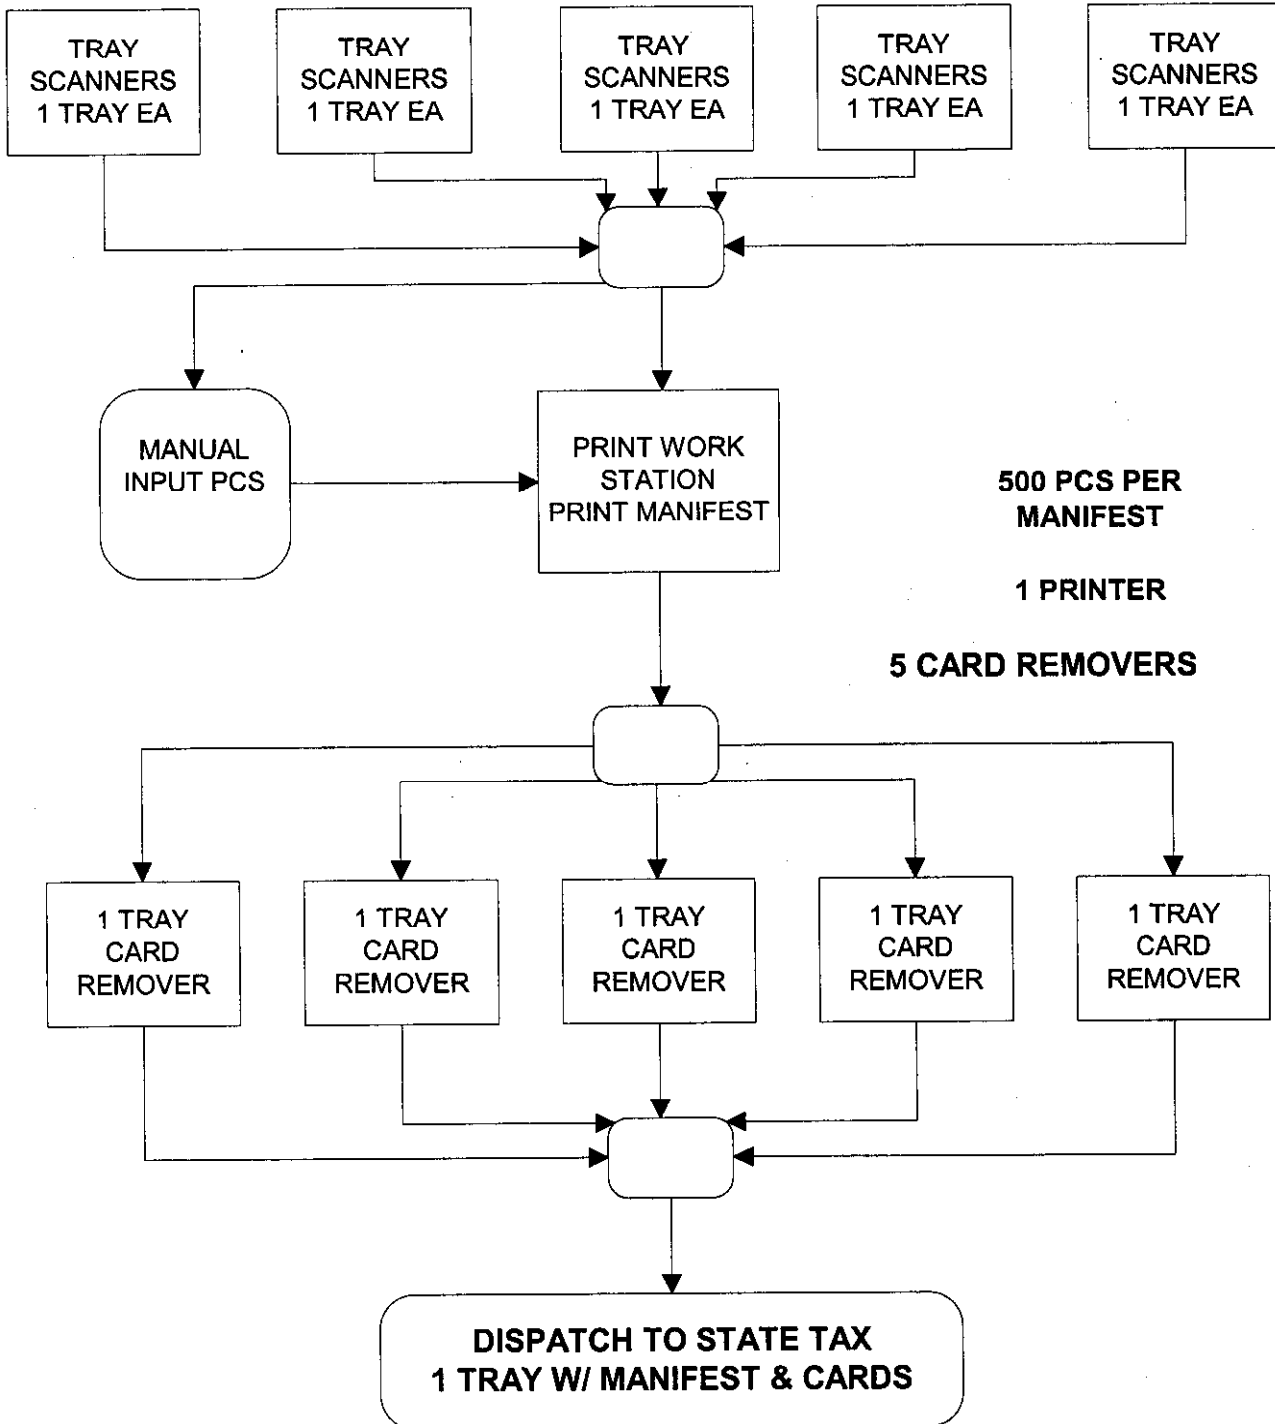 TRAY
SCANNERS
1 TRAY EA
TRAY
SCANNERS
1 TRAY EA
TRAY
SCANNERS
1 TRAY EA
TRAY
SCANNERS
1 TRAY EA
TRAY
SCANNERS
1 TRAY EA
MANUAL
INPUT PCS
PRINT WORK
STATION
PRINT MANIFEST
500 PCS PER
MANIFEST
1 PRINTER
5 CARD REMOVERS
1 TRAY
CARD
REMOVER
1 TRAY
CARD
REMOVER
1 TRAY
CARD
REMOVER
1 TRAY
CARD
REMOVER
1 TRAY
CARD
REMOVER
DISPATCH TO STATE TAX
1 TRAY W/ MANIFEST & CARDS